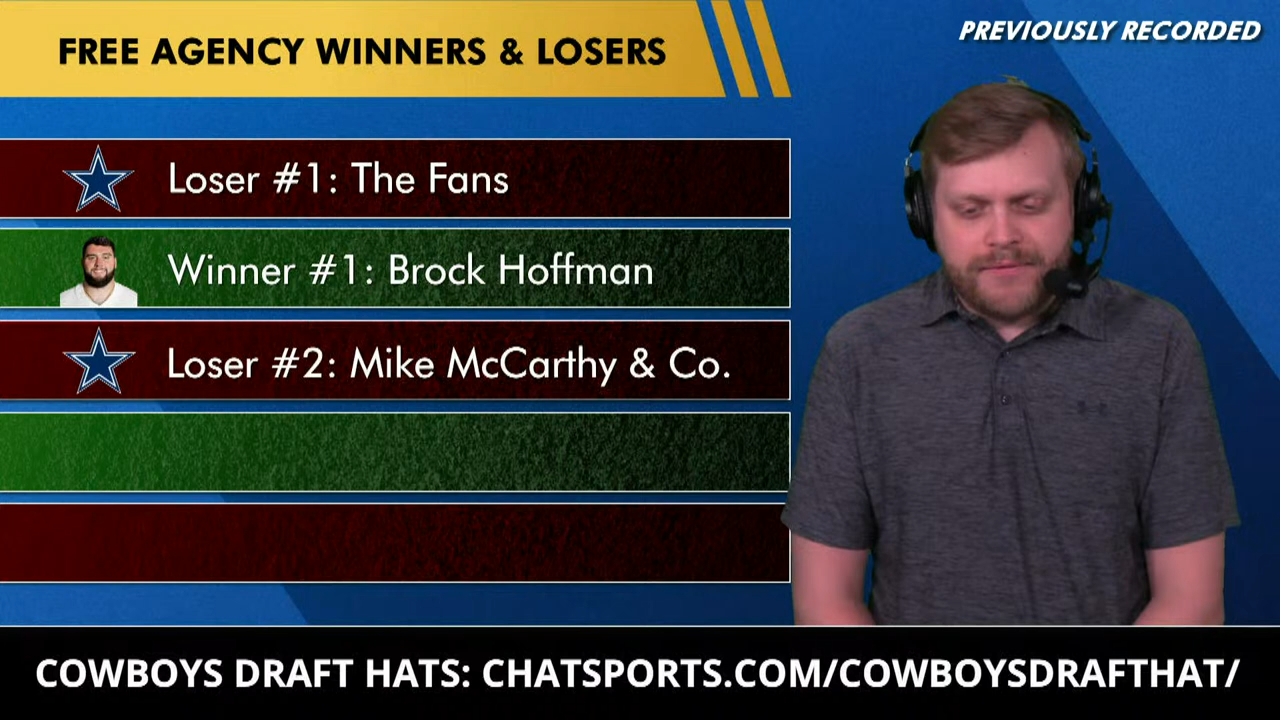 FREE AGENCY WINNERS & LOSERS
PREVIOUSLY RECORDED
Loser #1: The Fans
Winner #1: Brock Hoffman
Loser #2: Mike McCarthy & Co.
COWBOYS DRAFT HATS: CHATSPORTS.COM/COWBOYSDRAFTHAT/